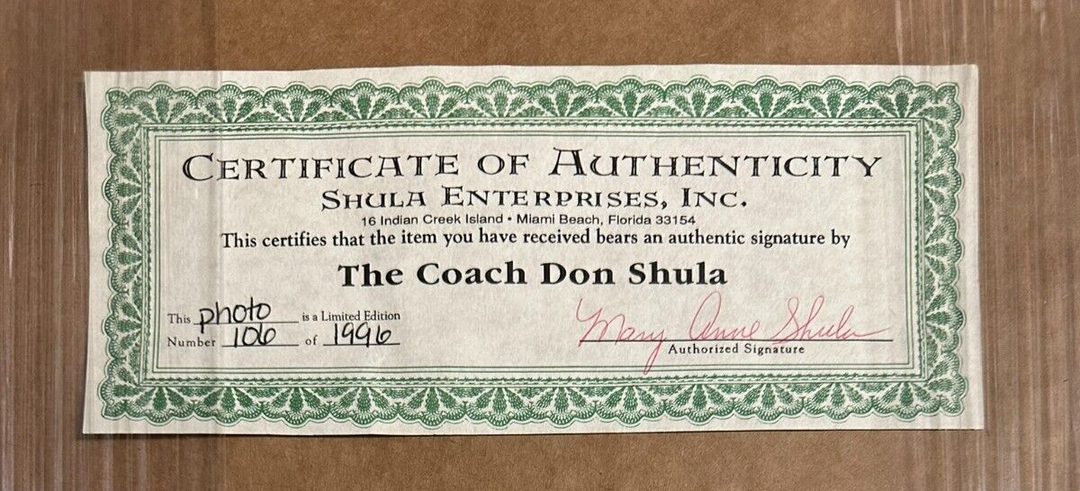 CERTIFICATE OF AUTHENTICITY
SHULA ENTERPRISES, INC.
16 Indian Creek Island • Miami Beach, Florida 33154
This certifies that the item you have received bears an authentic signature by
The Coach Don Shula
This photo is a Limited Edition
Number 106 of 1996
Mary Anne Shula
Authorized Signature